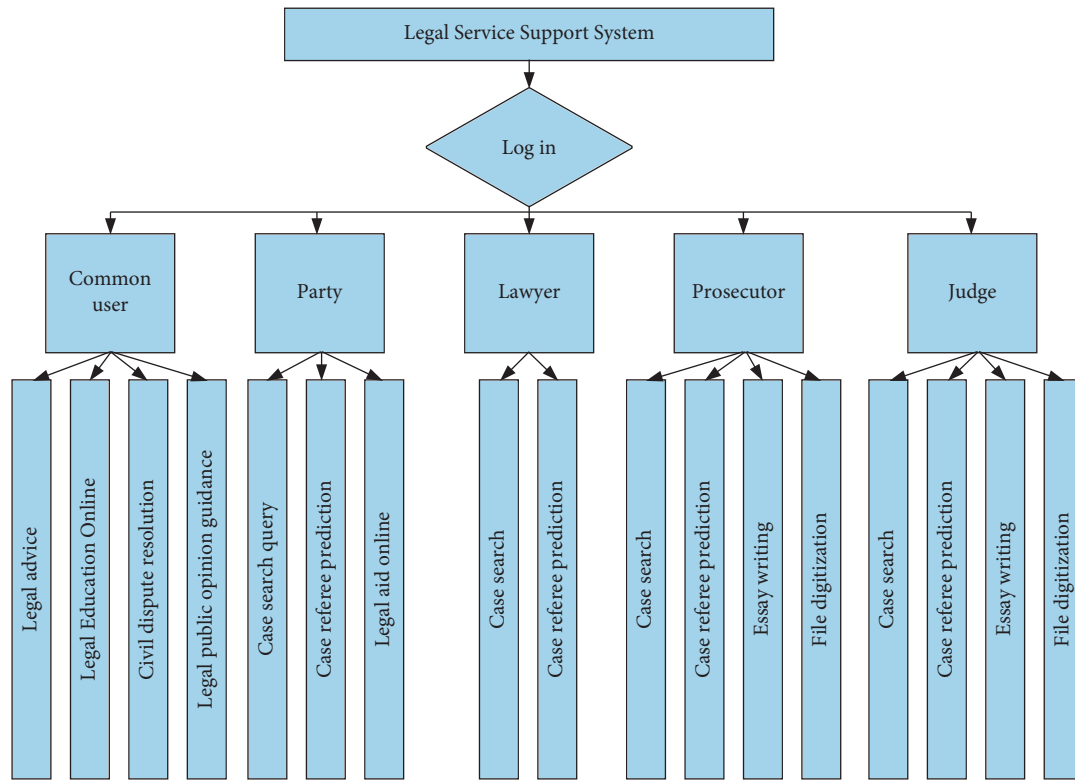 Legal Service Support System
Log in
Common
user
Party
Lawyer
Prosecutor
Judge
Legal advice
Legal Education Online
Civil dispute resolution
Legal public opinion guidance
Case search query
Case referee prediction
Legal aid online
Case search
Case referee prediction
Case search
Case referee prediction
Essay writing
File digitization
Case search
Case referee prediction
Essay writing
File digitization